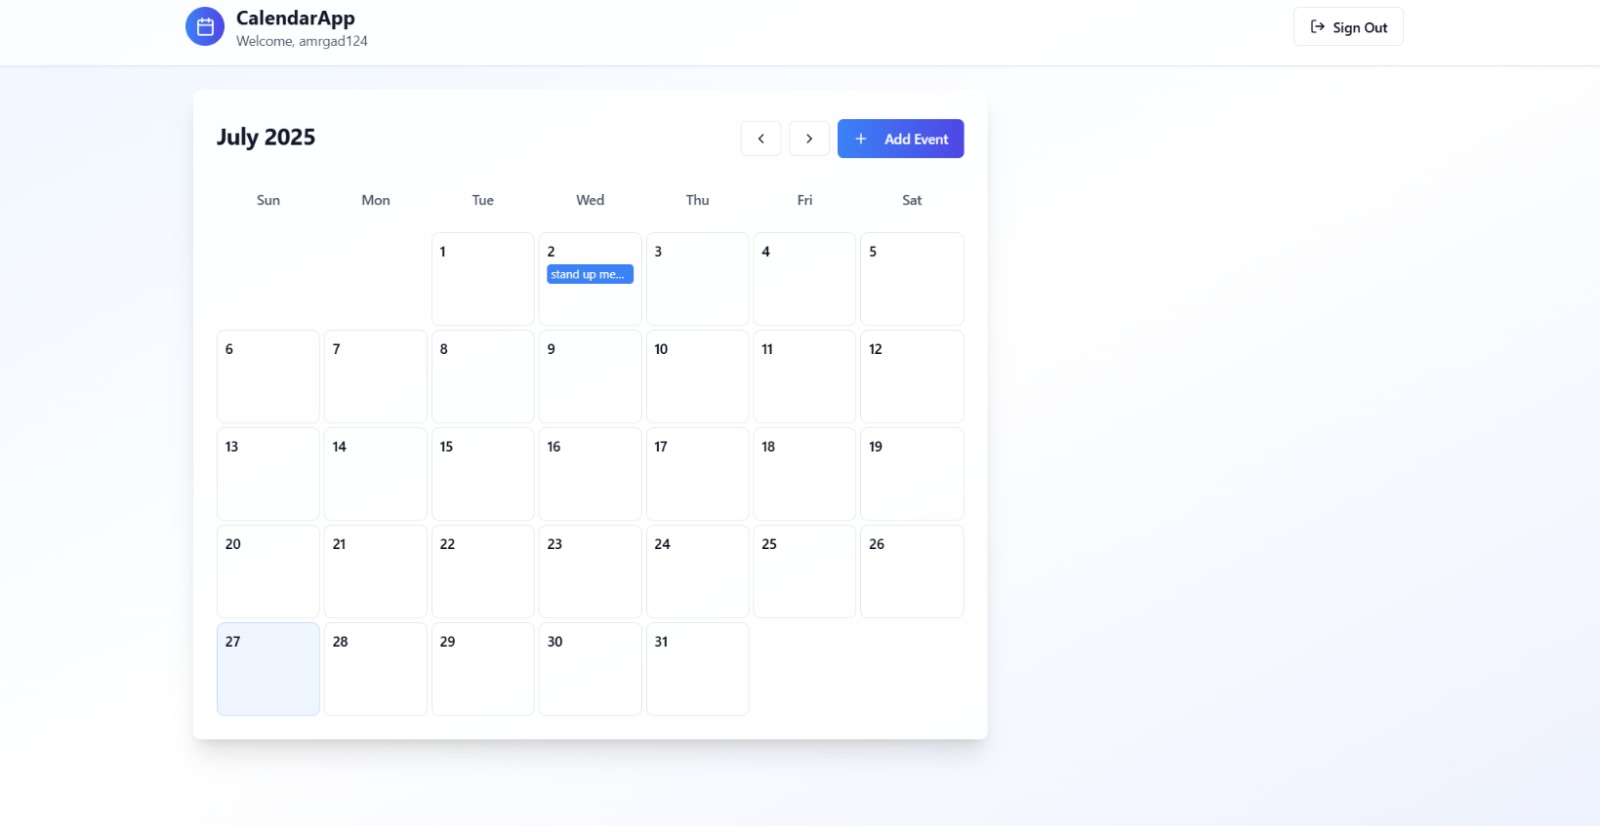 CalendarApp
Welcome, amrgad124
Sign Out
July 2025
Add Event
Sun Mon Tue Wed Thu Fri Sat
1 2 3 4 5
stand up me...
6 7 8 9 10 11 12
13 14 15 16 17 18 19
20 21 22 23 24 25 26
27 28 29 30 31